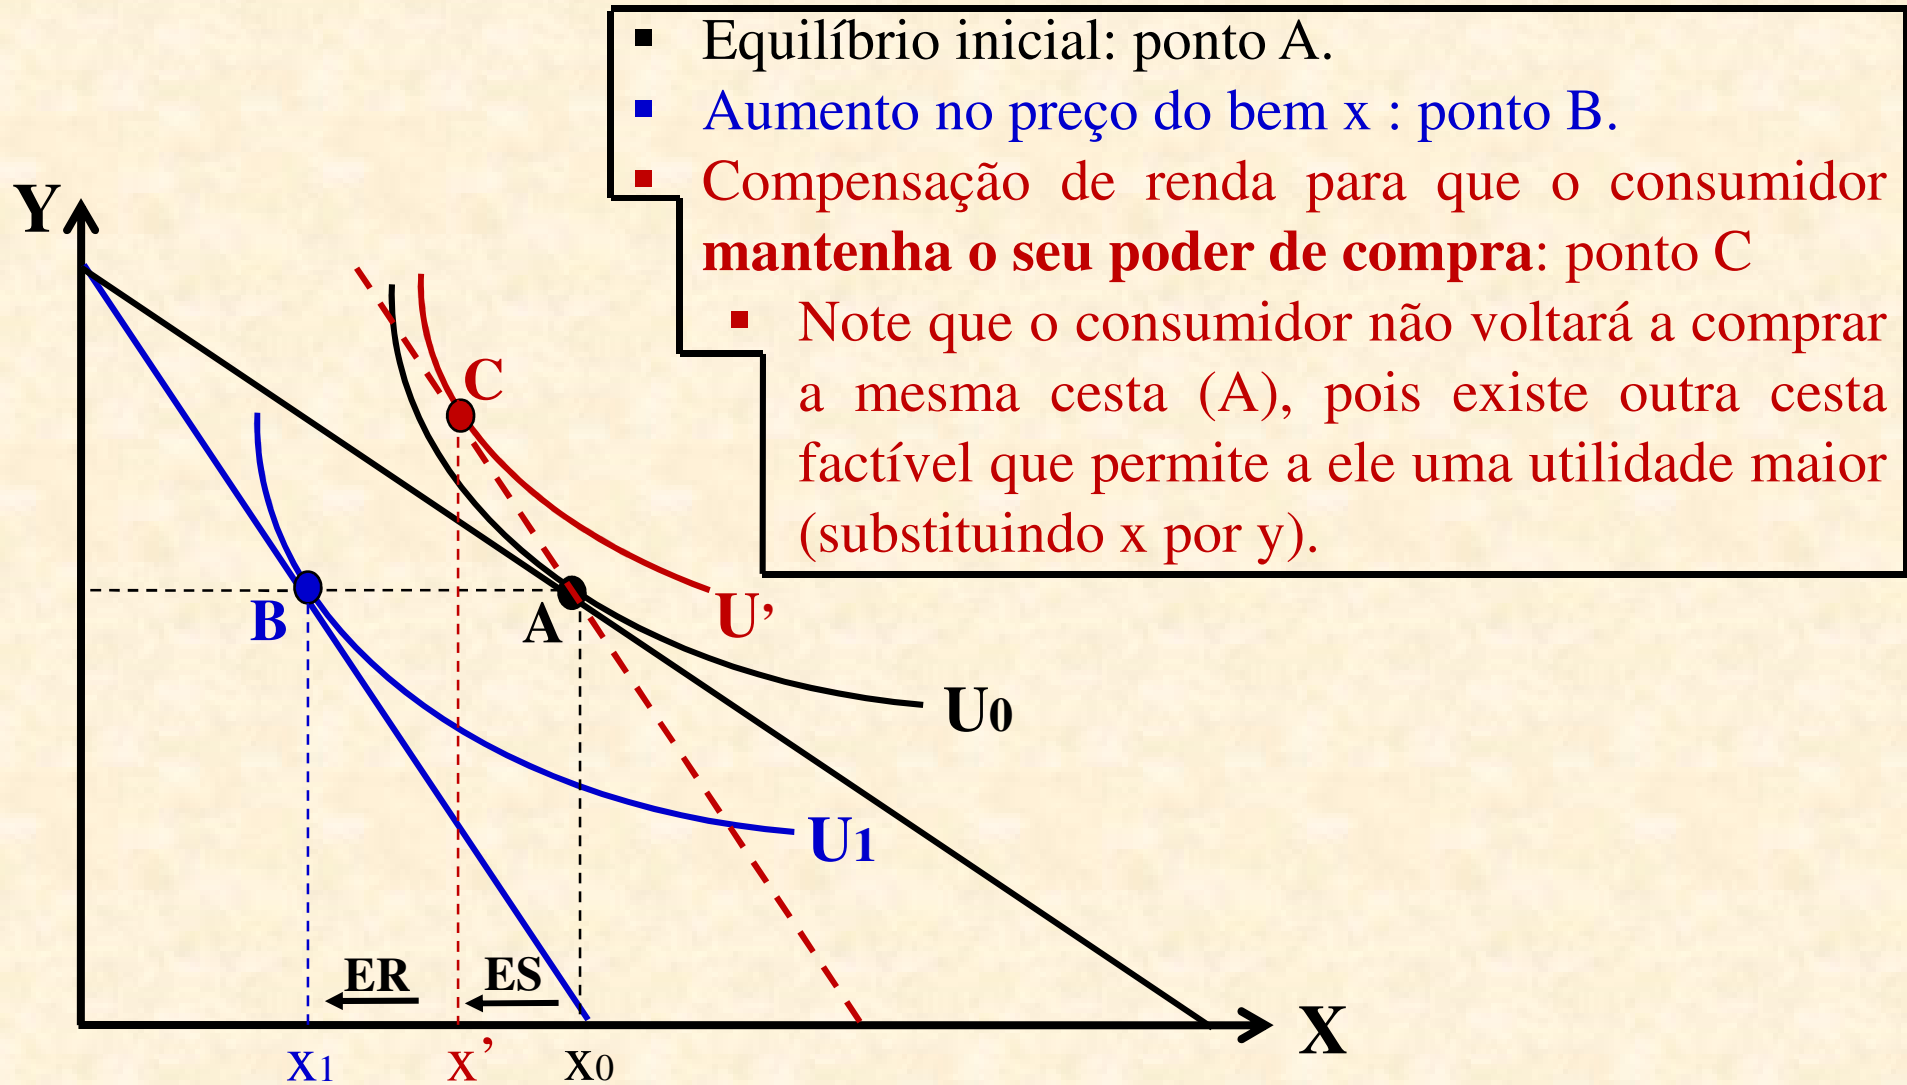 ▪ Equilíbrio inicial: ponto A.
▪ Aumento no preço do bem x : ponto B.
▪ Compensação de renda para que o consumidor
mantenha o seu poder de compra: ponto C
▪ Note que o consumidor não voltará a comprar
a mesma cesta (A), pois existe outra cesta
factível que permite a ele uma utilidade maior
(substituindo x por y).
Y
C
B
A
U’
U0
U1
ER
ES
X
x1
x’
x0